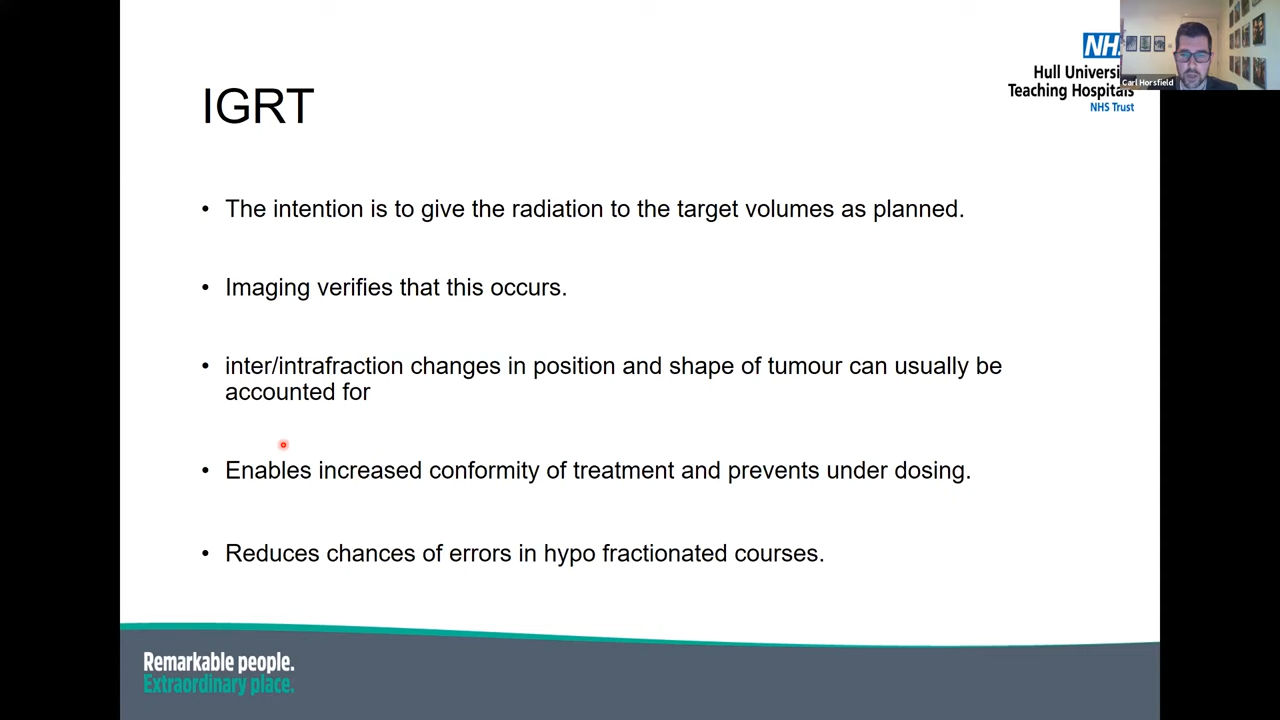 IGRT
NHS
Hull
Teaching Hospitals
NHS Trust
Carl Horsfield
• The intention is to give the radiation to the target volumes as planned.
• Imaging verifies that this occurs.
• inter/intrafraction changes in position and shape of tumour can usually be
accounted for
• Enables increased conformity of treatment and prevents under dosing.
• Reduces chances of errors in hypo fractionated courses.
Remarkable people.
Extraordinary place.